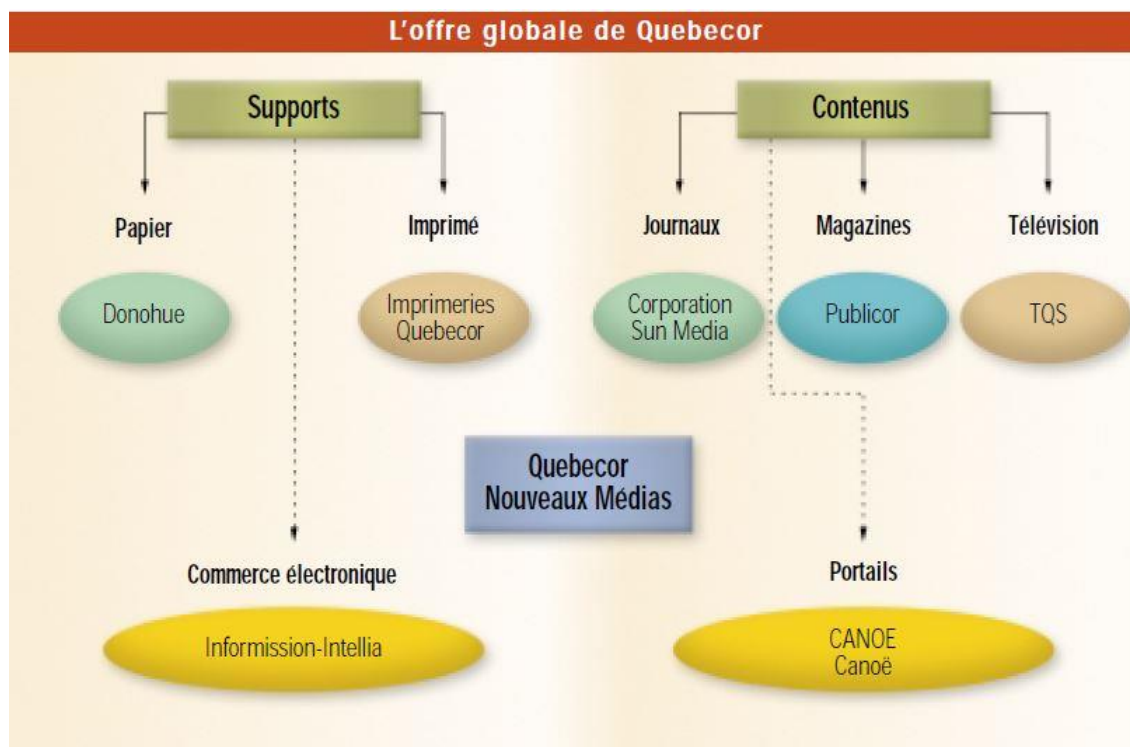 L'offre globale de Quebecor
Supports
Contenus
Papier
Imprimé
Journaux
Magazines
Télévision
Donohue
Imprimeries
Quebecor
Corporation
Sun Media
Publicor
TQS
Quebecor
Nouveaux Médias
Commerce électronique
Portails
Informission-Intellia
CANOE
Canoë